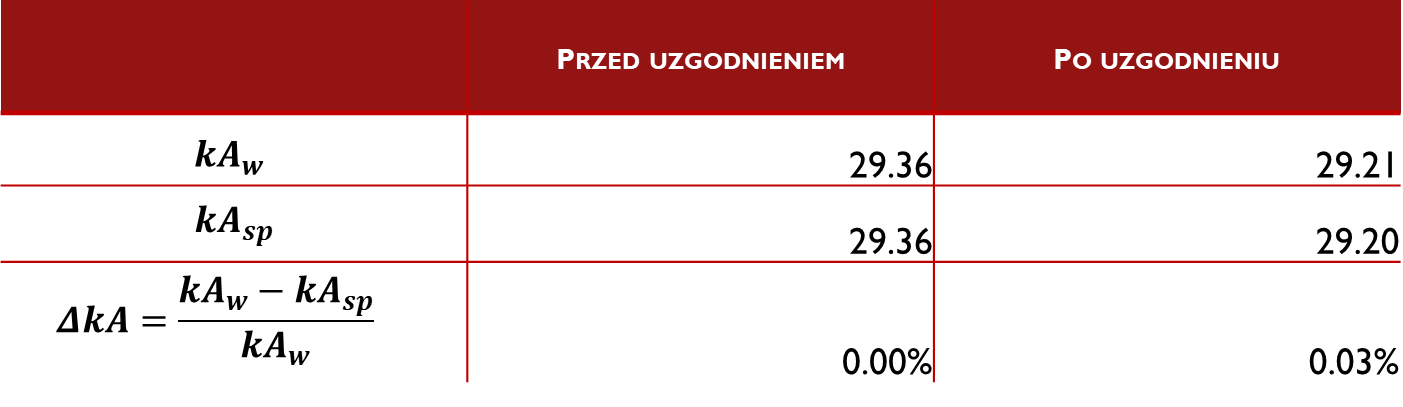 PRZED UZGODNIENIEM PO UZGODNIENIU
kA_w 29.36 29.21
kA_sp 29.36 29.20
ΔkA = (kA_w − kA_sp) / kA_w 0.00% 0.03%